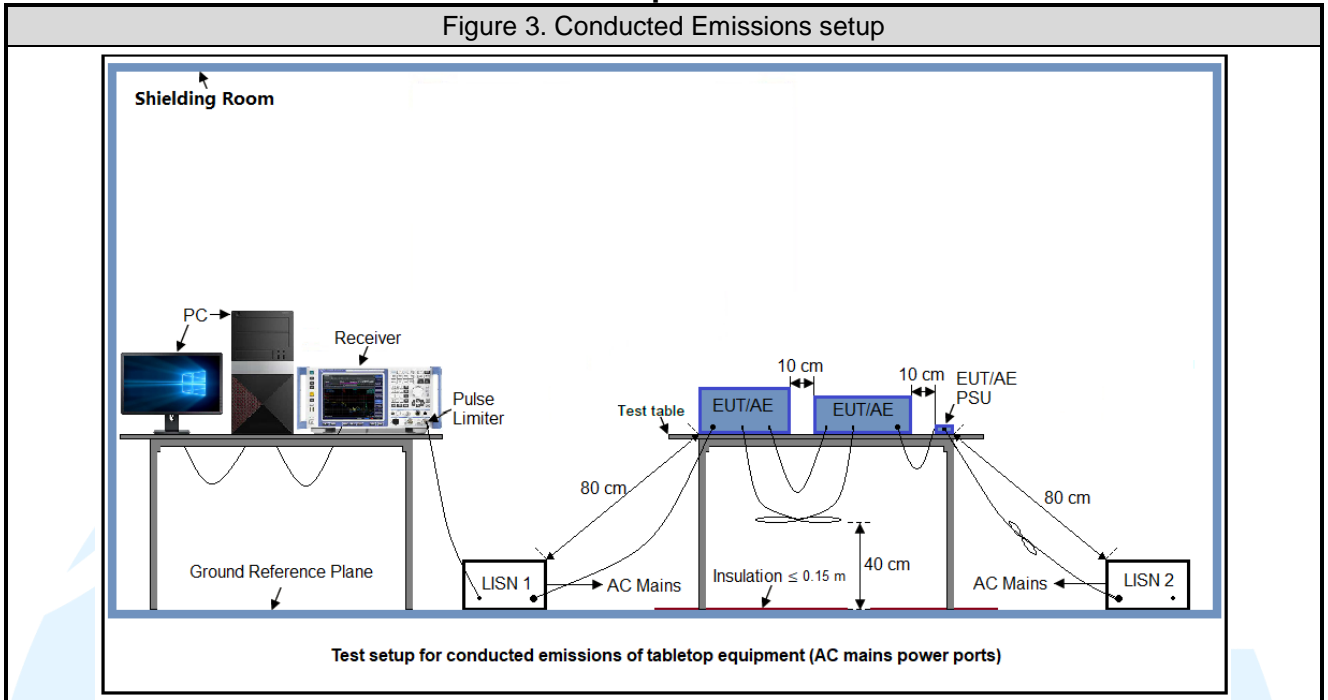 Figure 3. Conducted Emissions setup
Shielding Room
PC
Receiver
Pulse
Limiter
Test table
EUT/AE
10 cm
EUT/AE
10 cm
EUT/AE
PSU
80 cm
80 cm
40 cm
Ground Reference Plane
LISN 1
AC Mains
Insulation ≤ 0.15 m
AC Mains
LISN 2
Test setup for conducted emissions of tabletop equipment (AC mains power ports)